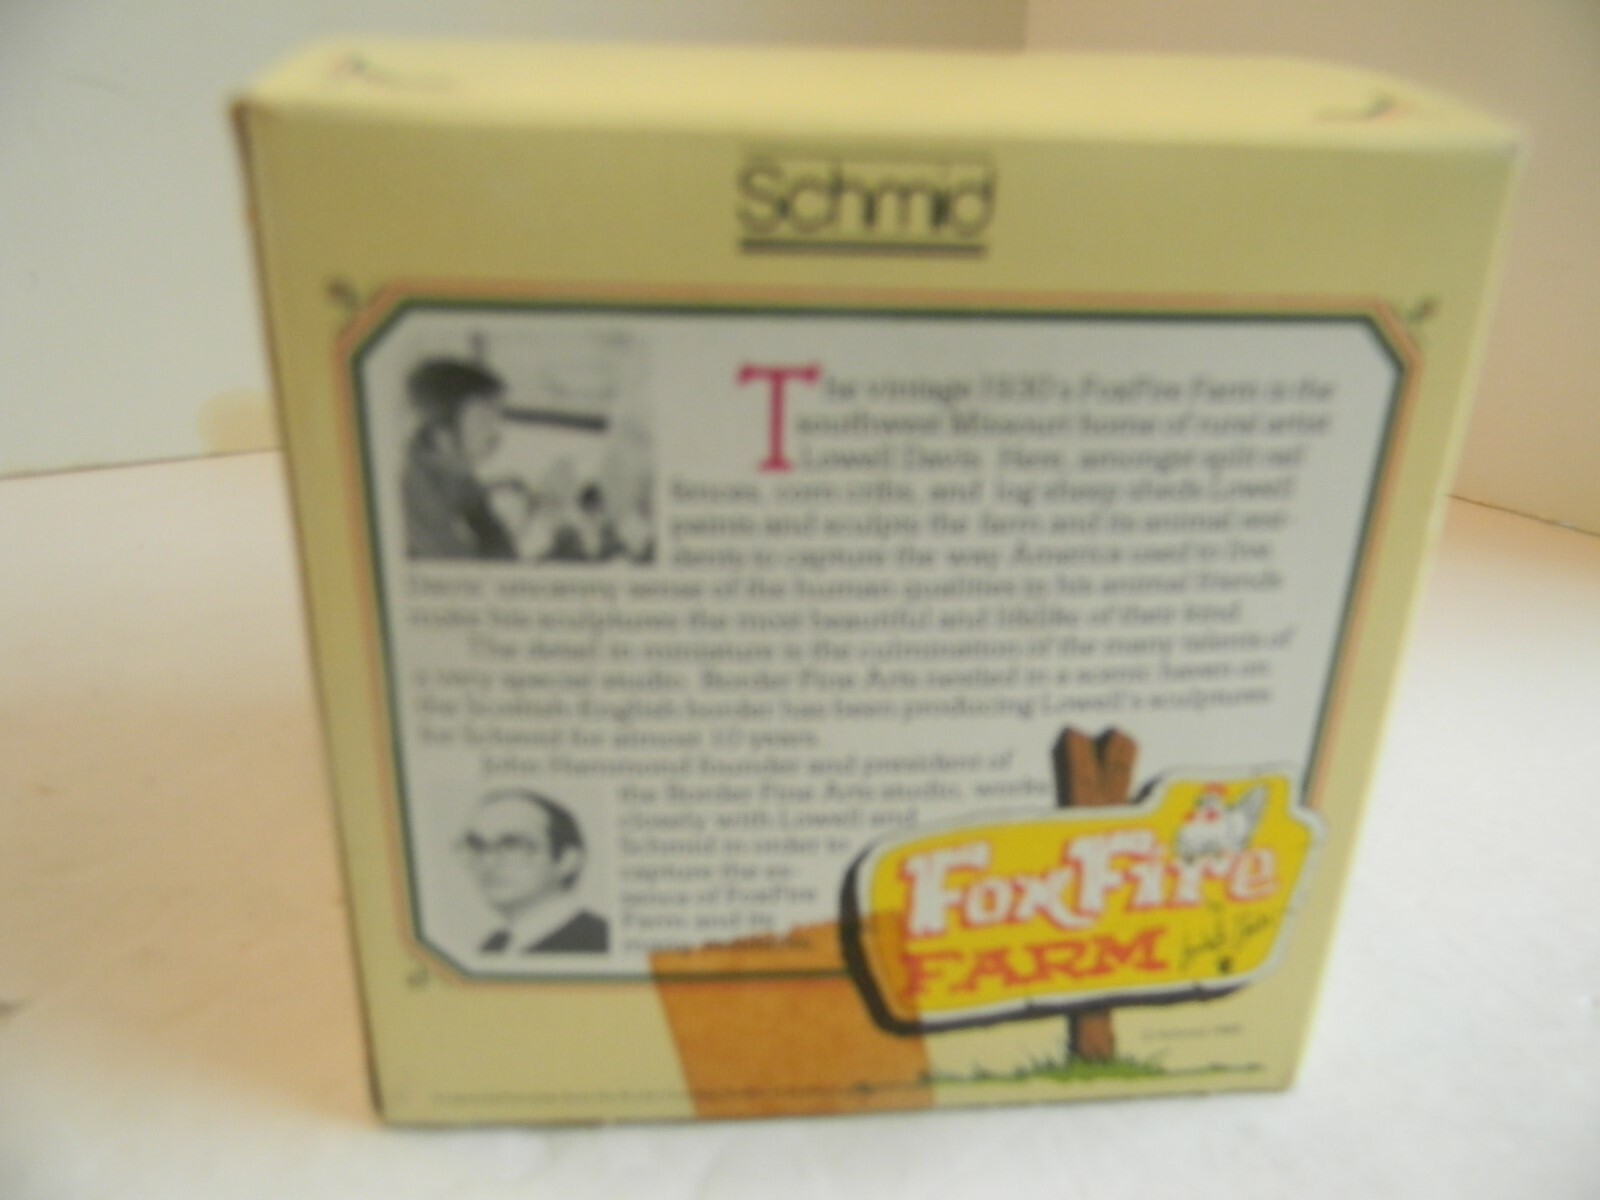 Schmid
The vintage 1930's FoxFire Farm is the
southwest Missouri home of rural artist
Lowell Davis. Here, amongst split rail
fences, corn cribs, and log sheep sheds Lowell
paints and sculpts the farm and its animal resi-
dents to capture the way America used to live.
Davis' uncanny sense of the human qualities in his animal friends
make his sculptures the most beautiful and lifelike of their kind.
The detail in miniature is the culmination of the many talents of
a very special studio. Border Fine Arts nestled in a scenic haven on
the Scottish-English border has been producing Lowell's sculptures
for Schmid for almost 10 years.
John Hammond founder and president of
the Border Fine Arts studio, works
closely with Lowell and
Schmid in order to
capture the es-
sence of FoxFire
Farm and its
many
FoxFire
FARM